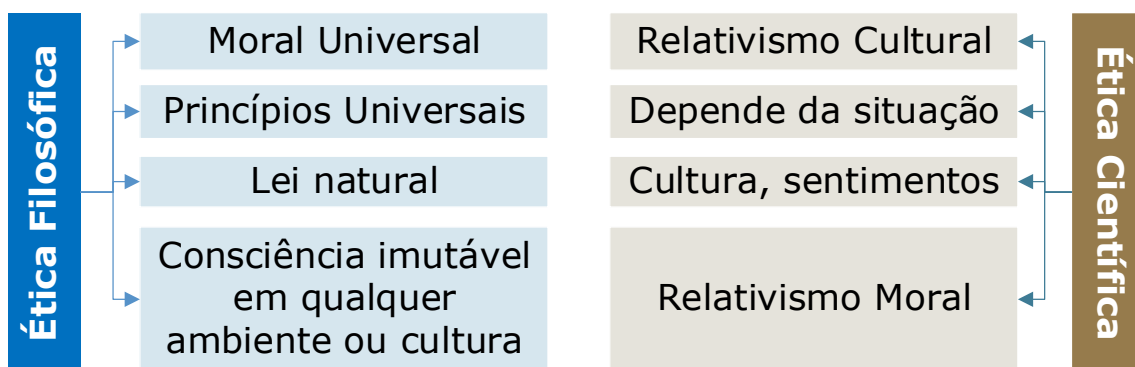 Ética Filosófica
Moral Universal
Princípios Universais
Lei natural
Consciência imutável
em qualquer
ambiente ou cultura
Relativismo Cultural
Depende da situação
Cultura, sentimentos
Relativismo Moral
Ética Científica